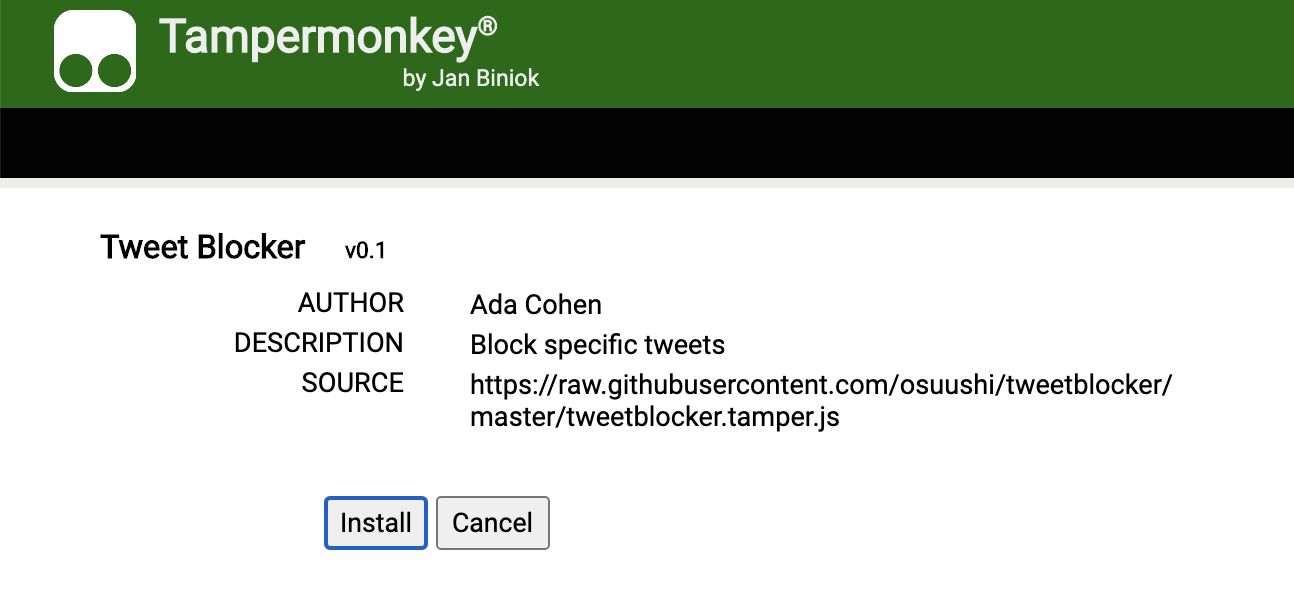 Tampermonkey®
by Jan Biniok
Tweet Blocker v0.1
AUTHOR Ada Cohen
DESCRIPTION Block specific tweets
SOURCE https://raw.githubusercontent.com/osuushi/tweetblocker/
master/tweetblocker.tamper.js
Install Cancel